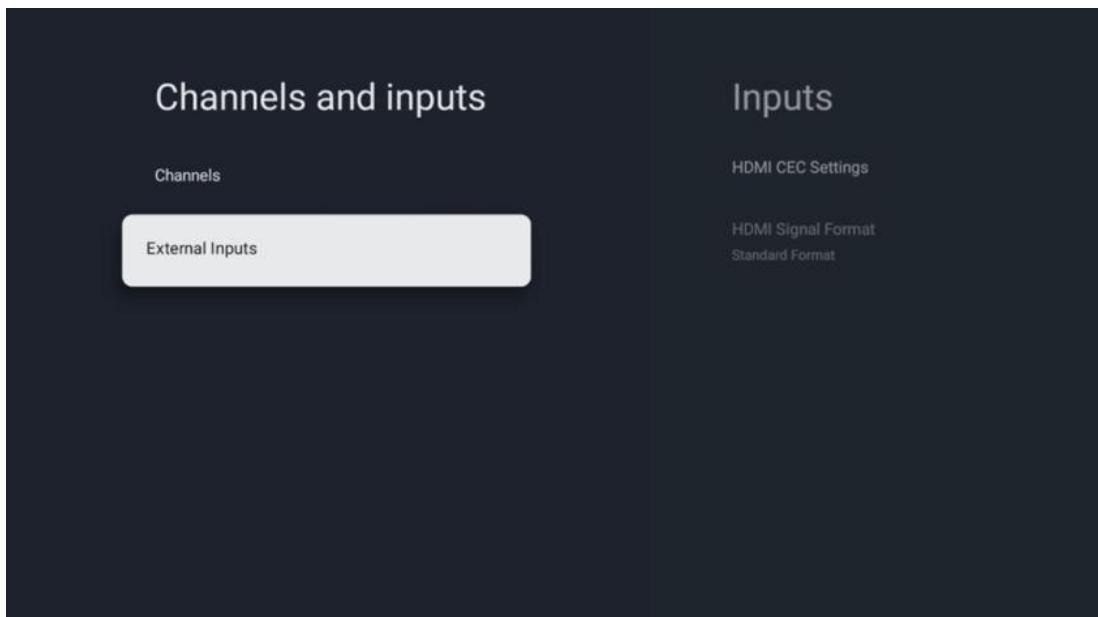 Channels and inputs
Channels
External Inputs
Inputs
HDMI CEC Settings
HDMI Signal Format
Standard Format